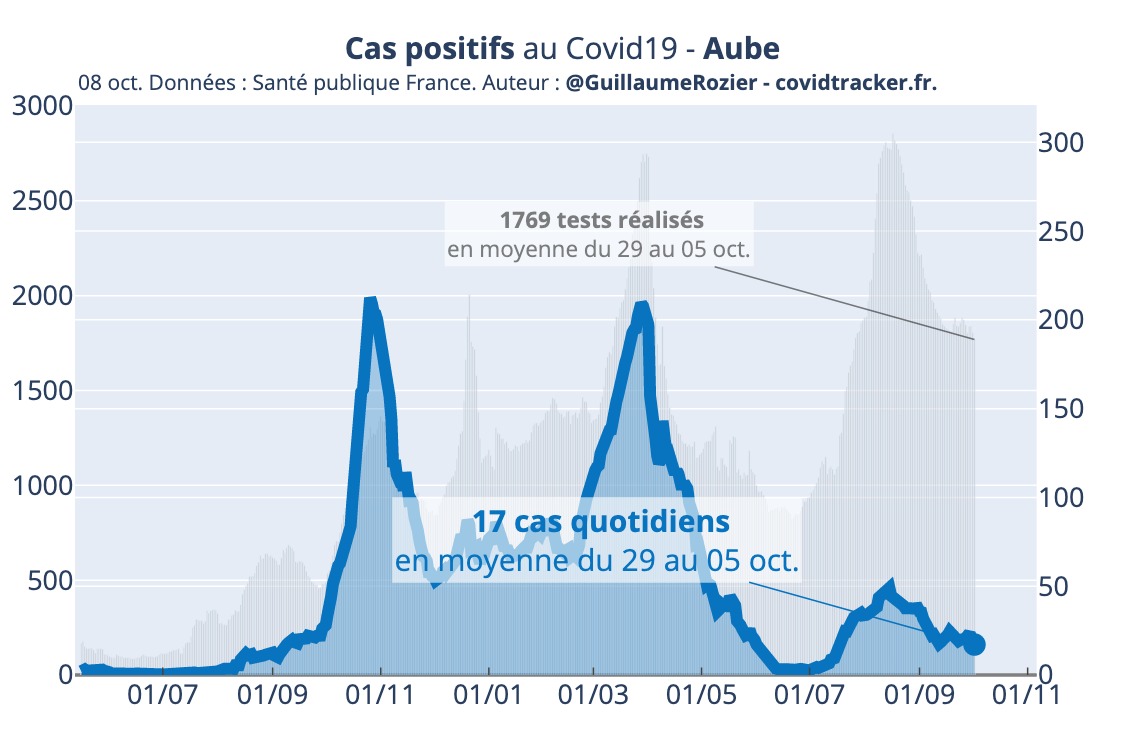 Cas positifs au Covid19 - Aube
08 oct. Données : Santé publique France. Auteur : @GuillaumeRozier - covidtracker.fr.
3000
2500
2000
1500
1000
500
0
300
250
200
150
100
50
0
1769 tests réalisés
en moyenne du 29 au 05 oct.
17 cas quotidiens
en moyenne du 29 au 05 oct.
01/07 01/09 01/11 01/01 01/03 01/05 01/07 01/09 01/11